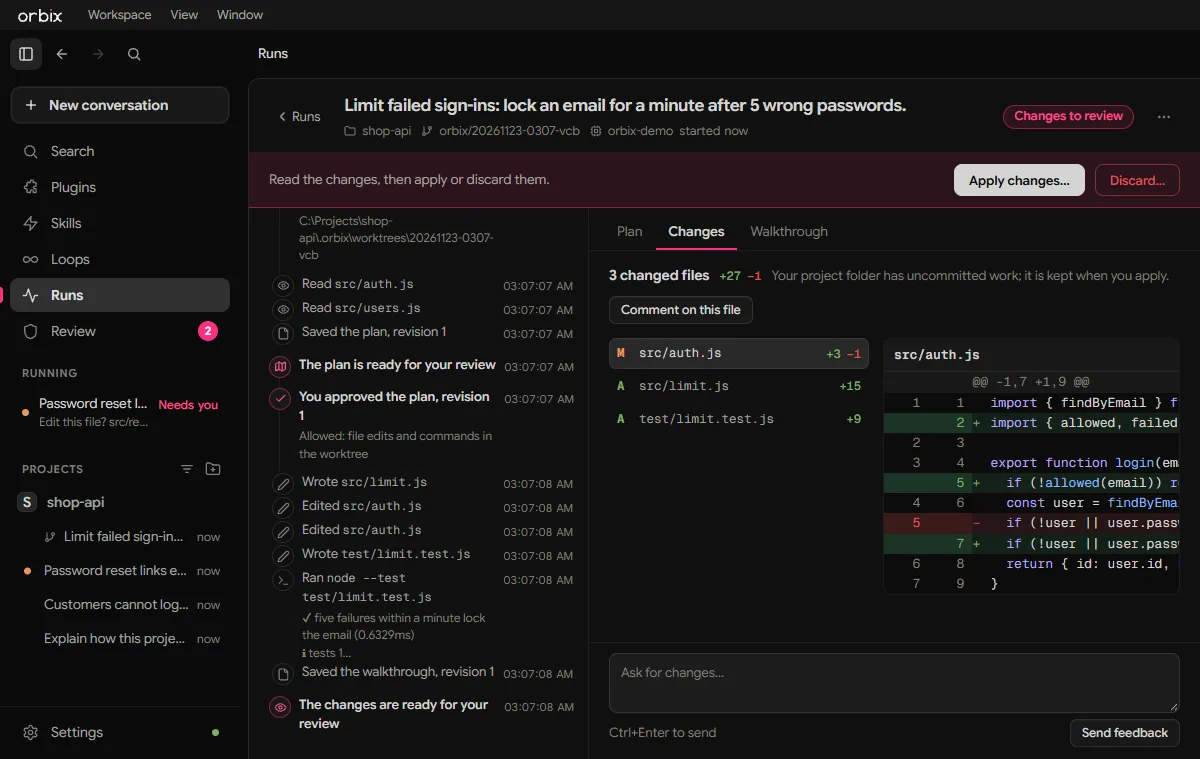 orbix Workspace View Window
Runs
New conversation
Search
Plugins
Skills
Loops
Runs
Review 2
RUNNING
Password reset l... Needs you
Edit this file? src/re...
PROJECTS
S shop-api
Limit failed sign-in... now
Password reset links e... now
Customers cannot log... now
Explain how this proje... now
Settings
Runs
Limit failed sign-ins: lock an email for a minute after 5 wrong passwords.
shop-api orbix/20261123-0307-vcb orbix-demo started now
Changes to review
Read the changes, then apply or discard them.
Apply changes... Discard...
C:\Projects\shop-
api\.orbix\worktrees\20261123-0307-
vcb
Read src/auth.js 03:07:07 AM
Read src/users.js 03:07:07 AM
Saved the plan, revision 1 03:07:07 AM
The plan is ready for your review 03:07:07 AM
You approved the plan, revision 03:07:07 AM
1
Allowed: file edits and commands in
the worktree
Wrote src/limit.js 03:07:08 AM
Edited src/auth.js 03:07:08 AM
Edited src/auth.js 03:07:08 AM
Wrote test/limit.test.js 03:07:08 AM
Ran node --test 03:07:08 AM
test/limit.test.js
✓ five failures within a minute lock
the email (0.6329ms)
ℹ tests 1...
Saved the walkthrough, revision 1 03:07:08 AM
The changes are ready for your 03:07:08 AM
review
Plan Changes Walkthrough
3 changed files +27 −1 Your project folder has uncommitted work; it is kept when you apply.
Comment on this file
M src/auth.js +3 −1
A src/limit.js +15
A test/limit.test.js +9
src/auth.js
@@ -1,7 +1,9 @@
1 1 import { findByEmail } f
2 + import { allowed, failed
2 3
3 4 export function login(ema
5 + if (!allowed(email)) re
4 6 const user = findByEma
5 − if (!user || user.pass
7 + if (!user || user.pass
6 8 return { id: user.id,
7 9 }
Ask for changes...
Ctrl+Enter to send
Send feedback